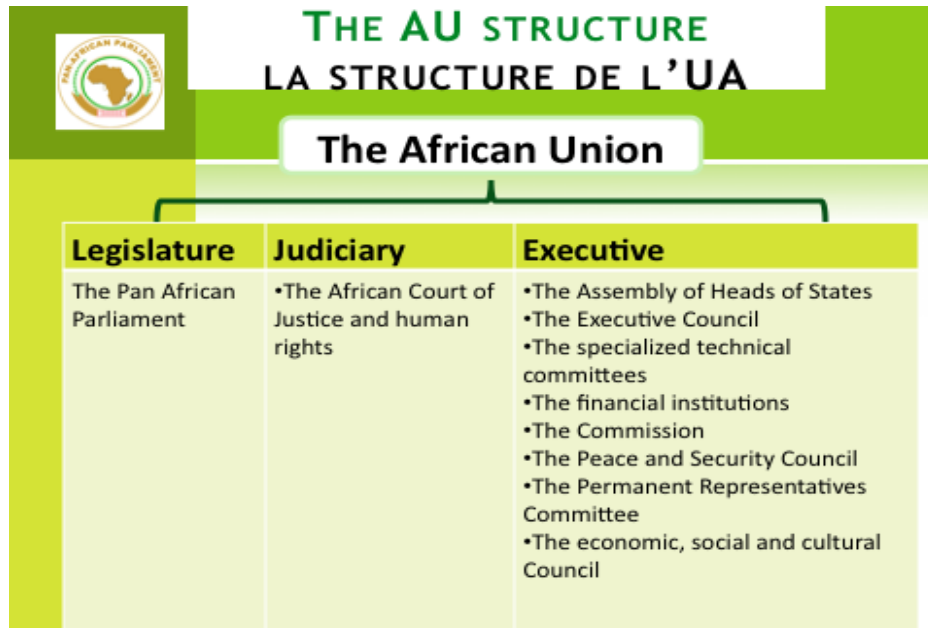 THE AU STRUCTURE
LA STRUCTURE DE L'UA
PAN-AFRICAN PARLIAMENT
The African Union
Legislature
The Pan African
Parliament
Judiciary
•The African Court of
Justice and human
rights
Executive
•The Assembly of Heads of States
•The Executive Council
•The specialized technical
committees
•The financial institutions
•The Commission
•The Peace and Security Council
•The Permanent Representatives
Committee
•The economic, social and cultural
Council